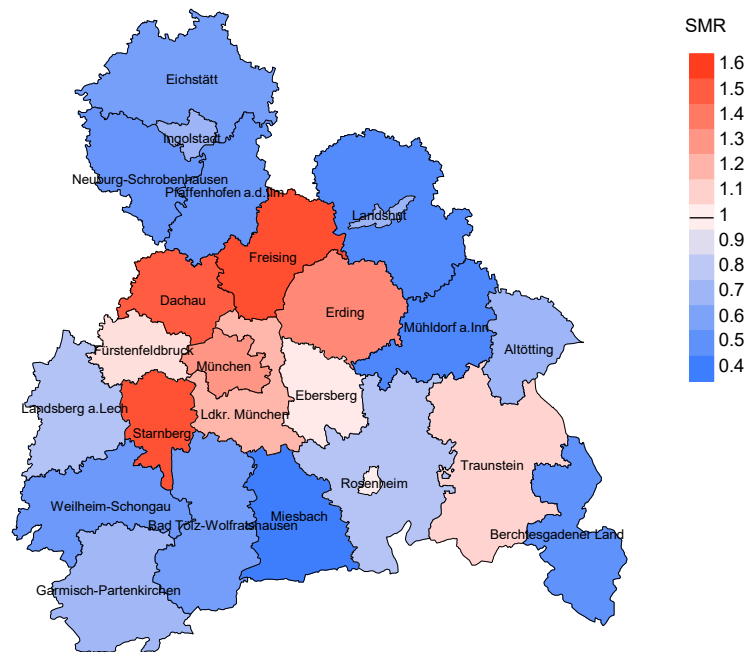 SMR
1.6
1.5
1.4
1.3
1.2
1.1
1
0.9
0.8
0.7
0.6
0.5
0.4
Eichstätt
Ingolstadt
Neuburg-Schrobenhausen
Pfaffenhofen a.d.Ilm
Landshut
Freising
Dachau
Erding
Mühldorf a.Inn
Fürstenfeldbruck
München
Altötting
Ebersberg
Landsberg a.Lech
Ldkr. München
Starnberg
Traunstein
Rosenheim
Weilheim-Schongau
Miesbach
Bad Tölz-Wolfratshausen
Berchtesgadener Land
Garmisch-Partenkirchen